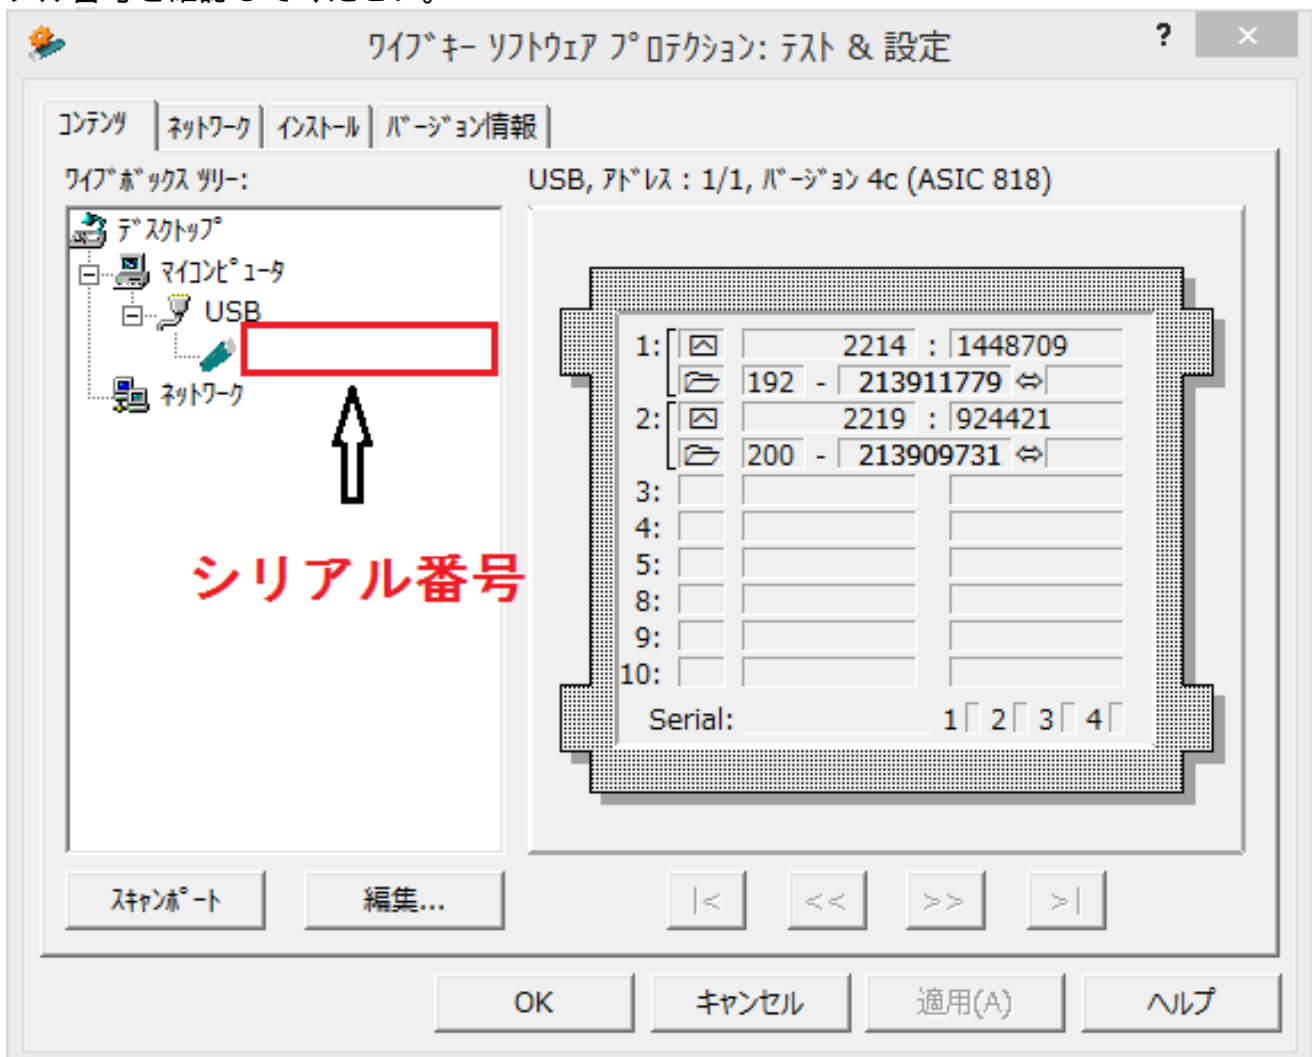 ﾜｲﾌﾞｷｰ ｿﾌﾄｳｪｱ ﾌﾟﾛﾃｸｼｮﾝ: ﾃｽﾄ & 設定
? ×
ｺﾝﾃﾝﾂ ﾈｯﾄﾜｰｸ ｲﾝｽﾄｰﾙ ﾊﾞｰｼﾞｮﾝ情報
ﾜｲﾌﾞﾎﾞｯｸｽ ﾂﾘｰ:
USB, ｱﾄﾞﾚｽ : 1/1, ﾊﾞｰｼﾞｮﾝ 4c (ASIC 818)
ﾃﾞｽｸﾄｯﾌﾟ
ﾏｲｺﾝﾋﾟｭｰﾀ
USB
ﾈｯﾄﾜｰｸ
シリアル番号
1: 2214 : 1448709
192 - 213911779 ⇔
2: 2219 : 924421
200 - 213909731 ⇔
3:
4:
5:
8:
9:
10:
Serial: 1 2 3 4
ｽｷｬﾝﾎﾟｰﾄ 編集... |< << >> >|
OK キャンセル 適用(A) ヘルプ